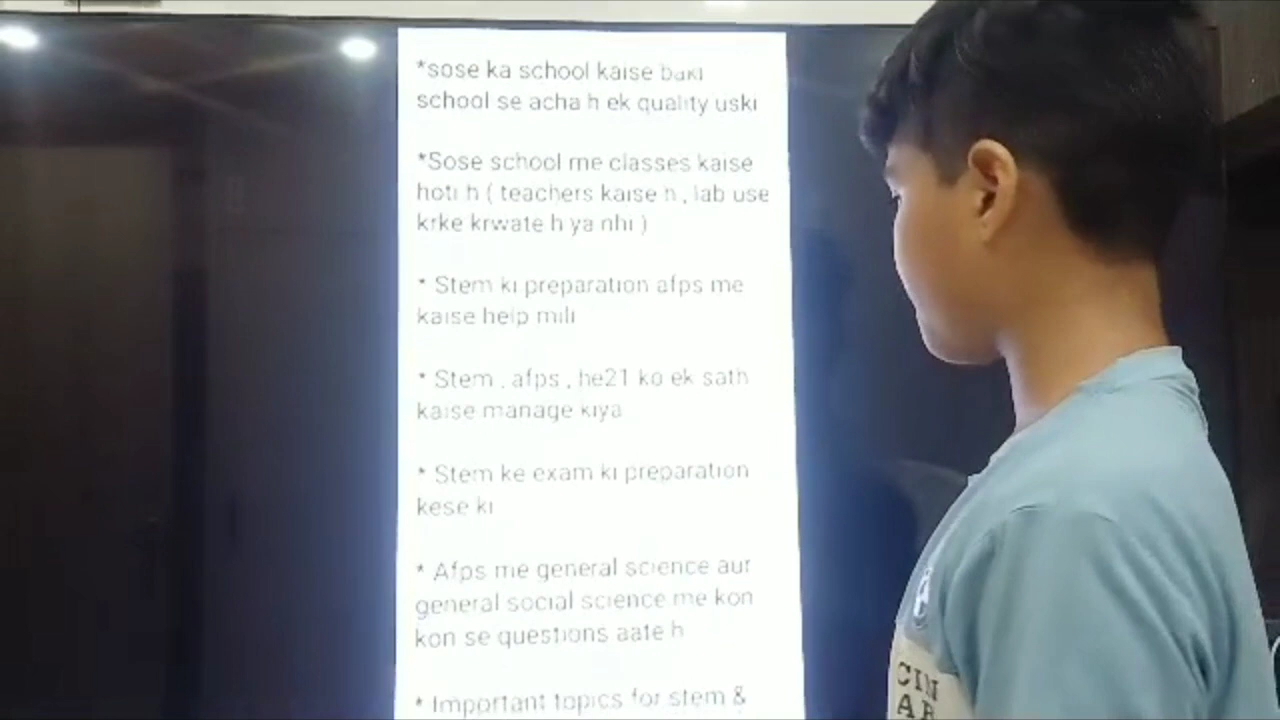 *sose ka school kaise baki
school se acha h ek quality uski
*Sose school me classes kaise
hoti h ( teachers kaise h , lab use
krke krwate h ya nhi )
* Stem ki preparation afps me
kaise help mili
* Stem , afps , he21 ko ek sath
kaise manage kiya
* Stem ke exam ki preparation
kese ki
* Afps me general science aur
general social science me kon
kon se questions aate h
* Important topics for stem &